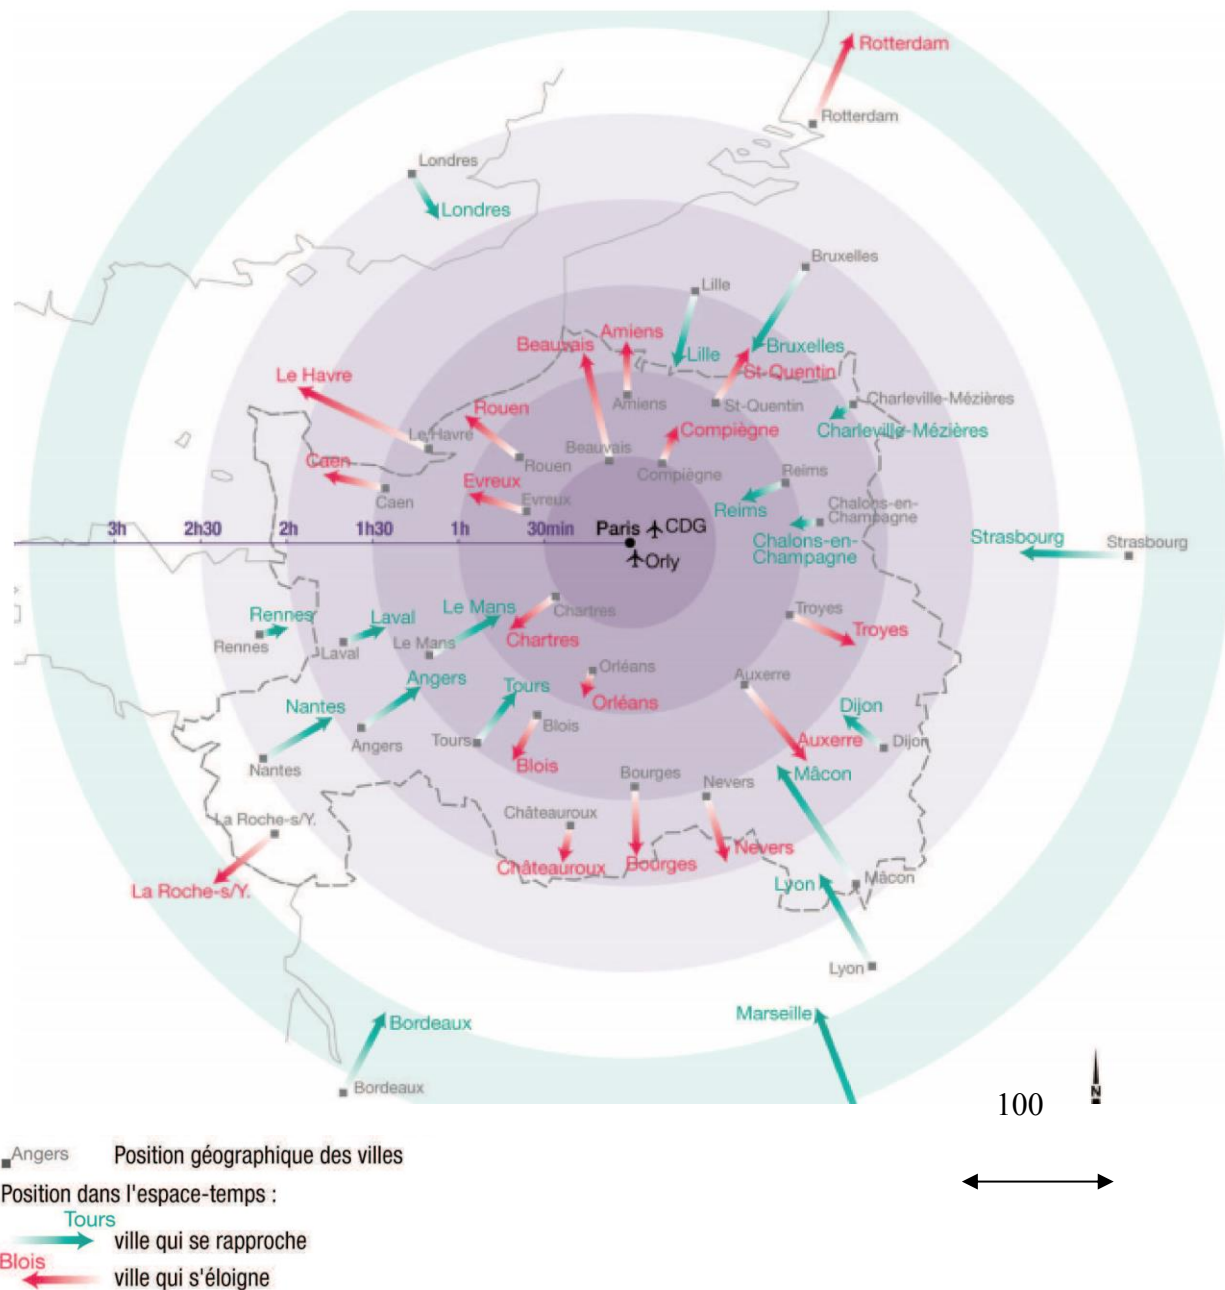 Rotterdam
Rotterdam
Londres
Londres
Bruxelles
Lille
Amiens
Beauvais
Bruxelles
Lille
St-Quentin
Le Havre
Charleville-Mézières
Amiens
St-Quentin
Rouen
Compiègne
Charleville-Mézières
Le Havre
Beauvais
Caen
Rouen
Compiègne
Reims
Evreux
Caen
Evreux
Reims
Chalons-en-
Champagne
3h 2h30 2h 1h30 1h 30min Paris CDG
Chalons-en-
Champagne
Strasbourg
Strasbourg
Orly
Rennes
Laval
Le Mans
Chartres
Troyes
Rennes
Laval
Le Mans
Chartres
Troyes
Orléans
Angers
Tours
Auxerre
Orléans
Nantes
Blois
Dijon
Angers
Tours
Auxerre
Dijon
Nantes
Blois
Bourges
Nevers
Mâcon
Châteauroux
La Roche-s/Y.
Nevers
Châteauroux
Bourges
Mâcon
La Roche-s/Y.
Lyon
Lyon
Marseille
Bordeaux
Bordeaux
100
N
Angers Position géographique des villes
Position dans l'espace-temps :
Tours
ville qui se rapproche
Blois
ville qui s'éloigne